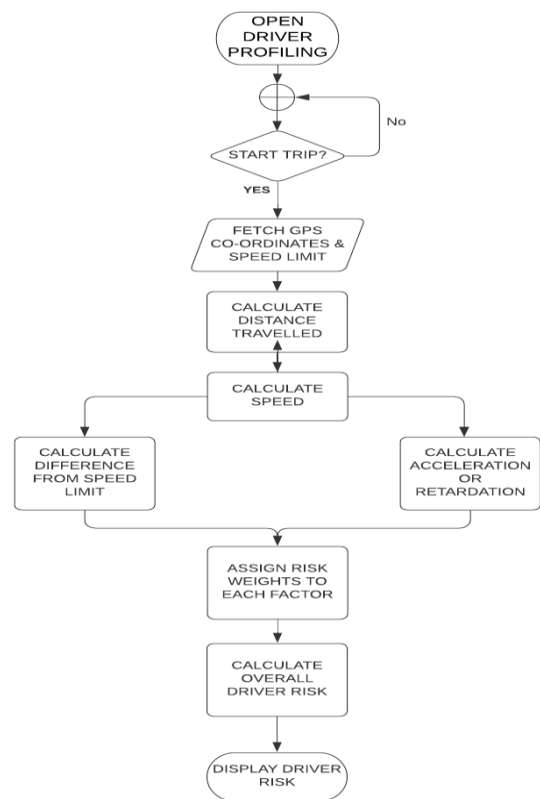 OPEN
DRIVER
PROFILING
No
START TRIP?
YES
FETCH GPS
CO-ORDINATES &
SPEED LIMIT
CALCULATE
DISTANCE
TRAVELLED
CALCULATE
SPEED
CALCULATE
DIFFERENCE
FROM SPEED
LIMIT
CALCULATE
ACCELERATION
OR
RETARDATION
ASSIGN RISK
WEIGHTS TO
EACH FACTOR
CALCULATE
OVERALL
DRIVER RISK
DISPLAY DRIVER
RISK